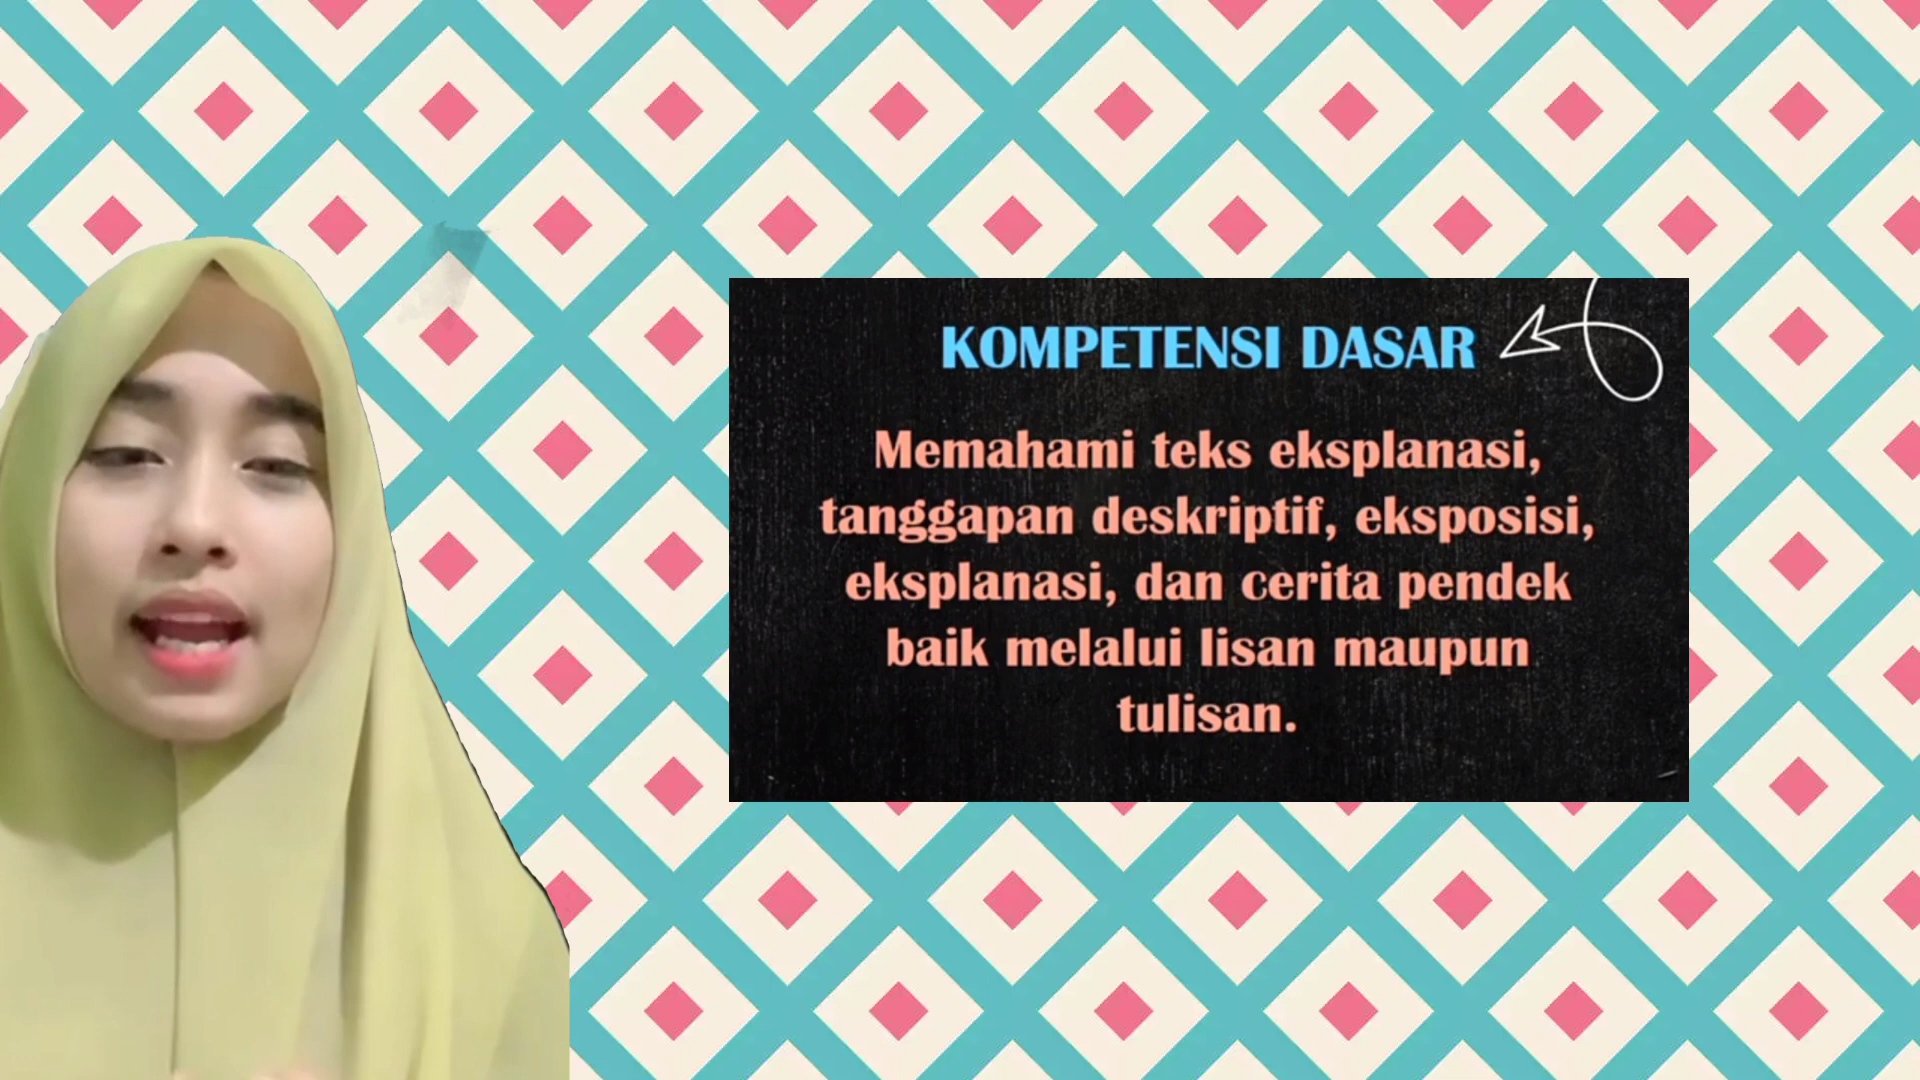 KOMPETENSI DASAR
Memahami teks eksplanasi,
tanggapan deskriptif, eksposisi,
eksplanasi, dan cerita pendek
baik melalui lisan maupun
tulisan.